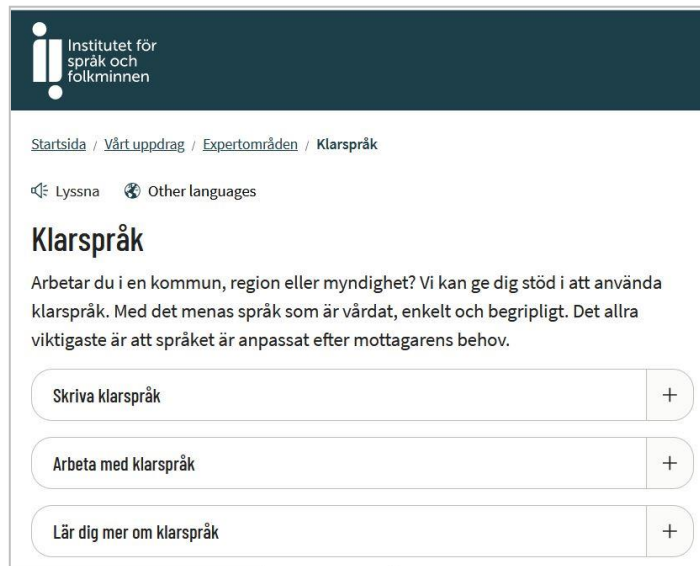 Institutet för
språk och
folkminnen
Startsida / Vårt uppdrag / Expertområden / Klarspråk
Lyssna Other languages
Klarspråk
Arbetar du i en kommun, region eller myndighet? Vi kan ge dig stöd i att använda
klarspråk. Med det menas språk som är vårdat, enkelt och begripligt. Det allra
viktigaste är att språket är anpassat efter mottagarens behov.
Skriva klarspråk +
Arbeta med klarspråk +
Lär dig mer om klarspråk +